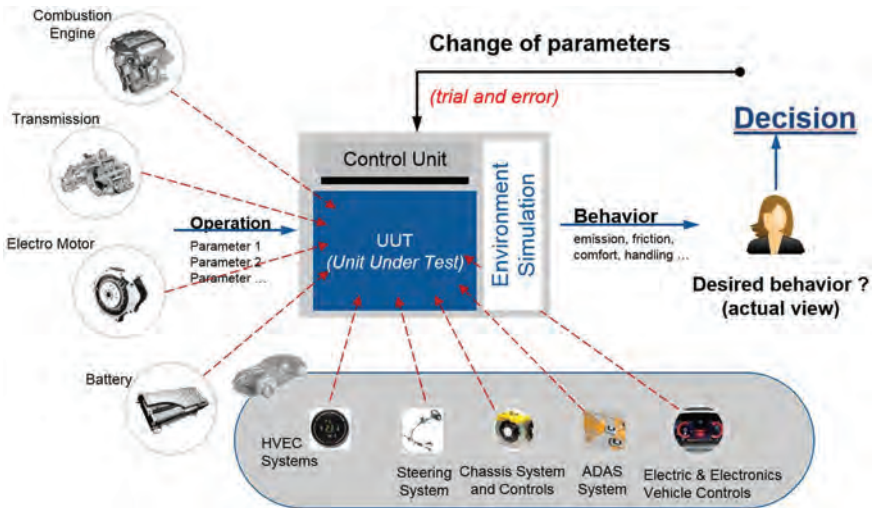 Combustion
Engine
Change of parameters
(trial and error)
Decision
Transmission
Control Unit
Operation
Parameter 1
Parameter 2
Parameter ...
UUT
(Unit Under Test)
Environment
Simulation
Behavior
emission, friction,
comfort, handling ...
Electro Motor
Desired behavior ?
(actual view)
Battery
HVEC
Systems
Steering
System
Chassis System
and Controls
ADAS
System
Electric & Electronics
Vehicle Controls